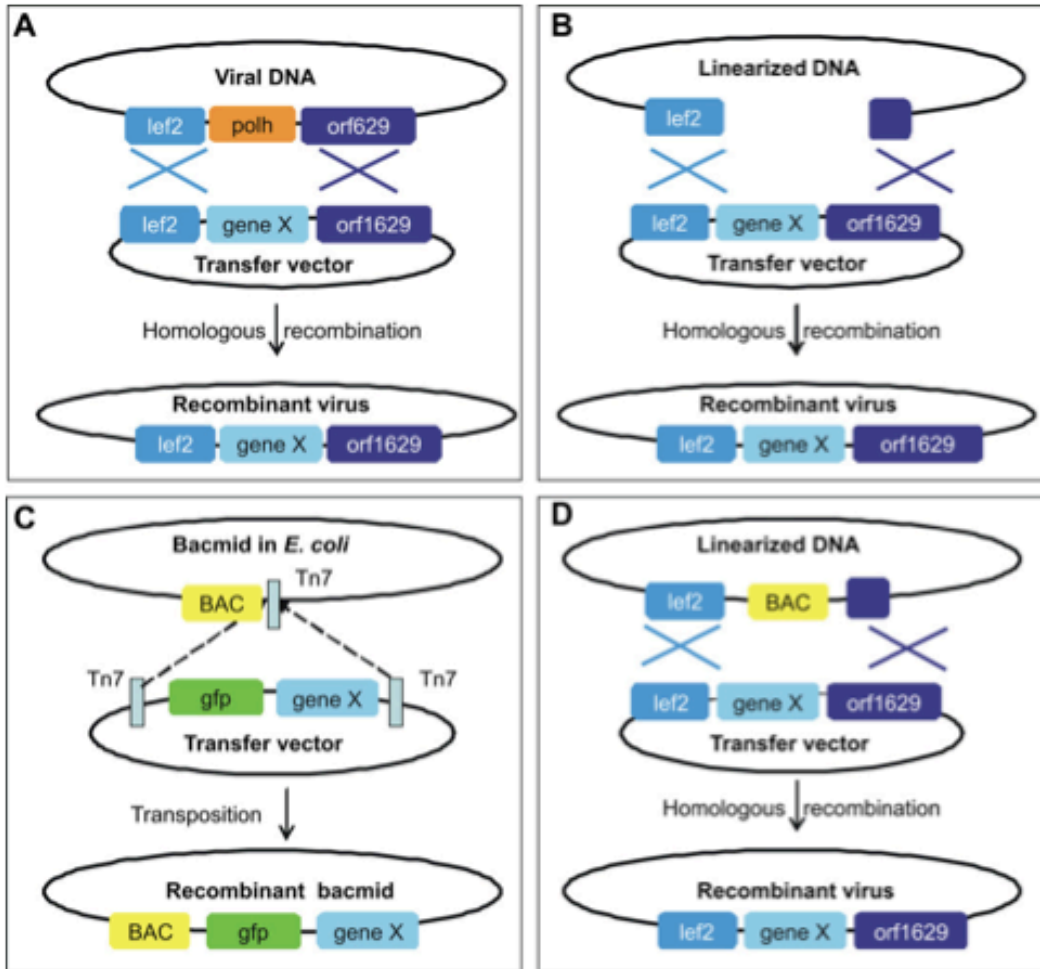 A
Viral DNA
lef2 polh orf629
lef2 gene X orf1629
Transfer vector
Homologous recombination
Recombinant virus
lef2 gene X orf1629
B
Linearized DNA
lef2
lef2 gene X orf1629
Transfer vector
Homologous recombination
Recombinant virus
lef2 gene X orf1629
C
Bacmid in E. coli
Tn7
BAC
Tn7 Tn7
gfp gene X
Transfer vector
Transposition
Recombinant bacmid
BAC gfp gene X
D
Linearized DNA
lef2 BAC
lef2 gene X orf1629
Transfer vector
Homologous recombination
Recombinant virus
lef2 gene X orf1629